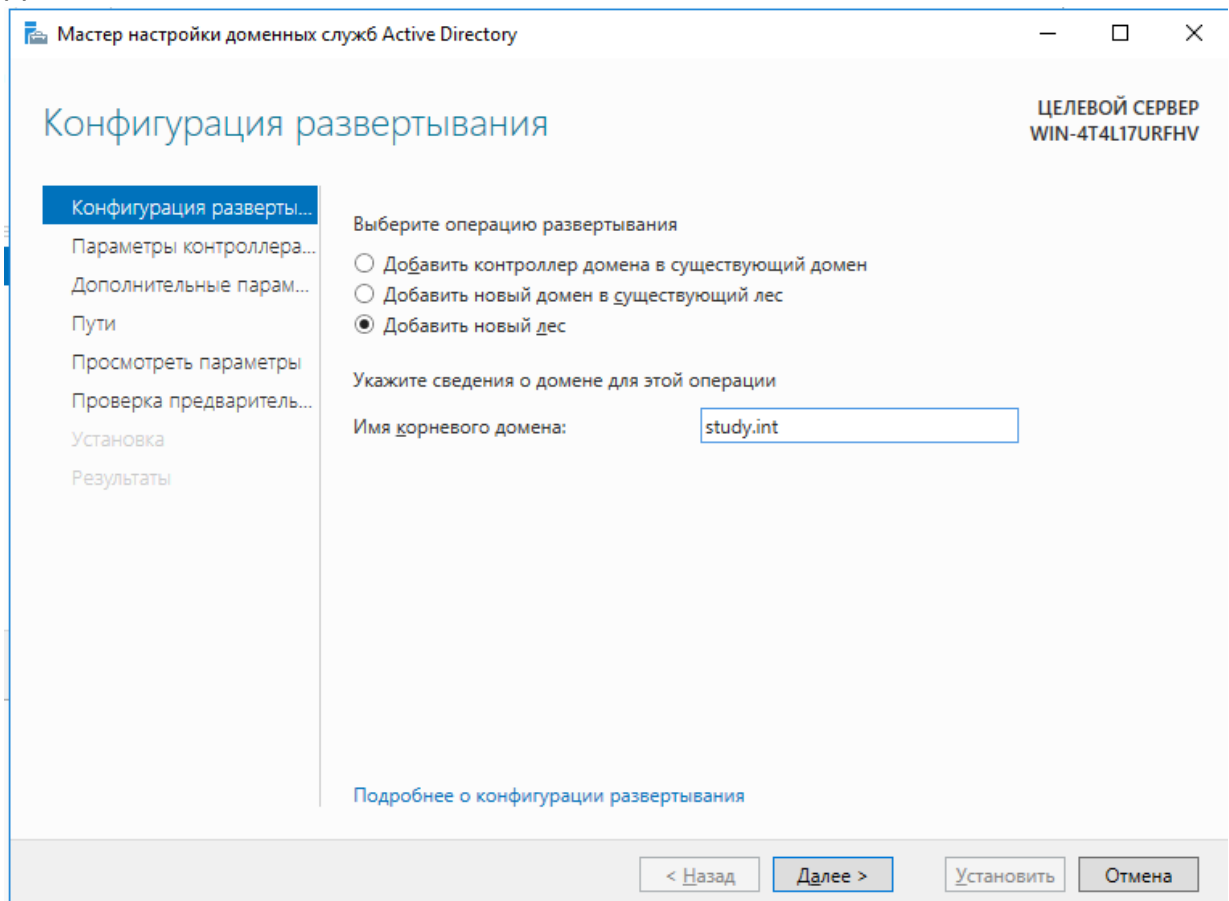 Мастер настройки доменных служб Active Directory
Конфигурация развертывания
ЦЕЛЕВОЙ СЕРВЕР
WIN-4T4L17URFHV
Конфигурация разверты...
Параметры контроллера...
Дополнительные парам...
Пути
Просмотреть параметры
Проверка предваритель...
Установка
Результаты
Выберите операцию развертывания
Добавить контроллер домена в существующий домен
Добавить новый домен в существующий лес
Добавить новый лес
Укажите сведения о домене для этой операции
Имя корневого домена: study.int
Подробнее о конфигурации развертывания
< Назад Далее > Установить Отмена